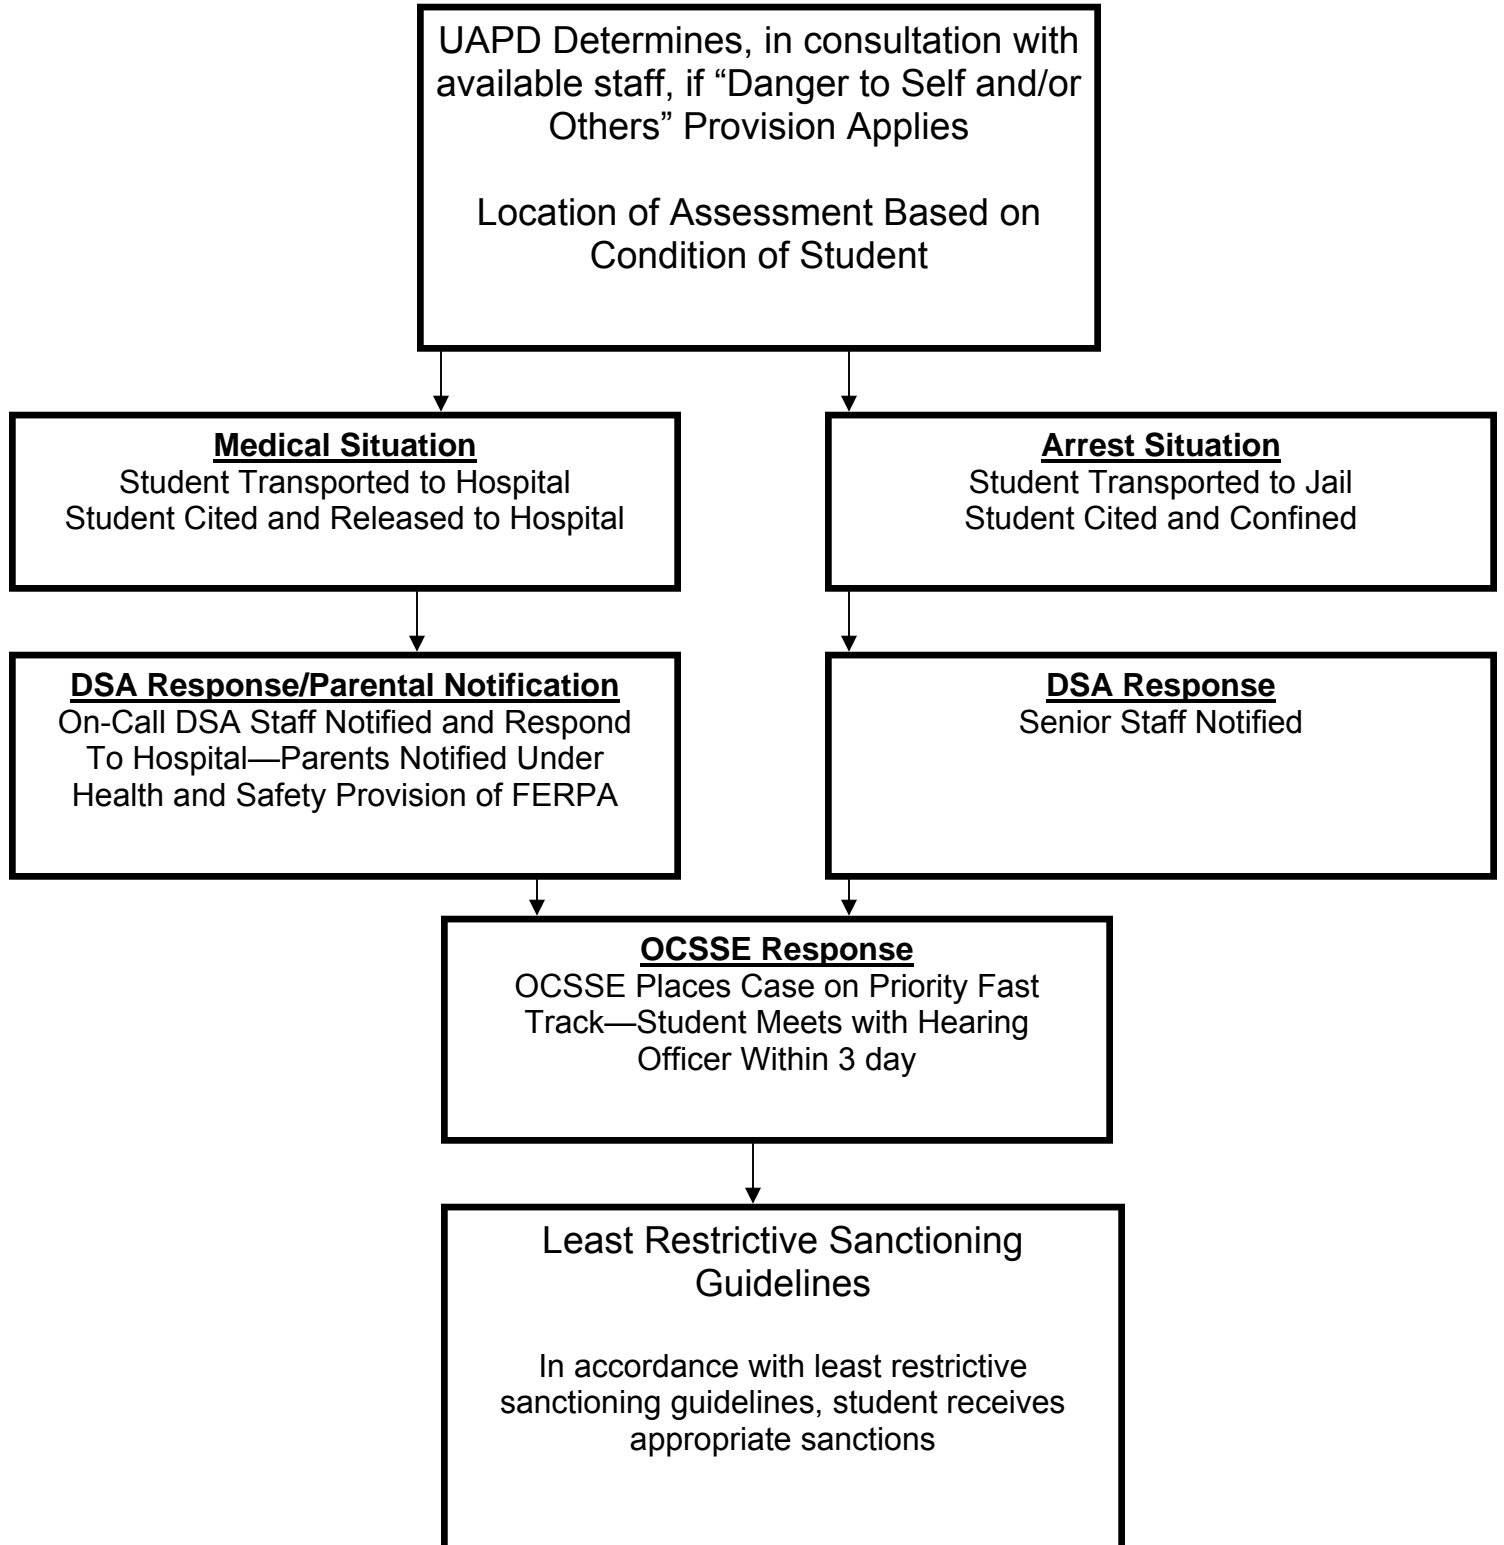 UAPD Determines, in consultation with
available staff, if “Danger to Self and/or
Others” Provision Applies
Location of Assessment Based on
Condition of Student
Medical Situation
Student Transported to Hospital
Student Cited and Released to Hospital
Arrest Situation
Student Transported to Jail
Student Cited and Confined
DSA Response/Parental Notification
On-Call DSA Staff Notified and Respond
To Hospital—Parents Notified Under
Health and Safety Provision of FERPA
DSA Response
Senior Staff Notified
OCSSE Response
OCSSE Places Case on Priority Fast
Track—Student Meets with Hearing
Officer Within 3 day
Least Restrictive Sanctioning
Guidelines
In accordance with least restrictive
sanctioning guidelines, student receives
appropriate sanctions